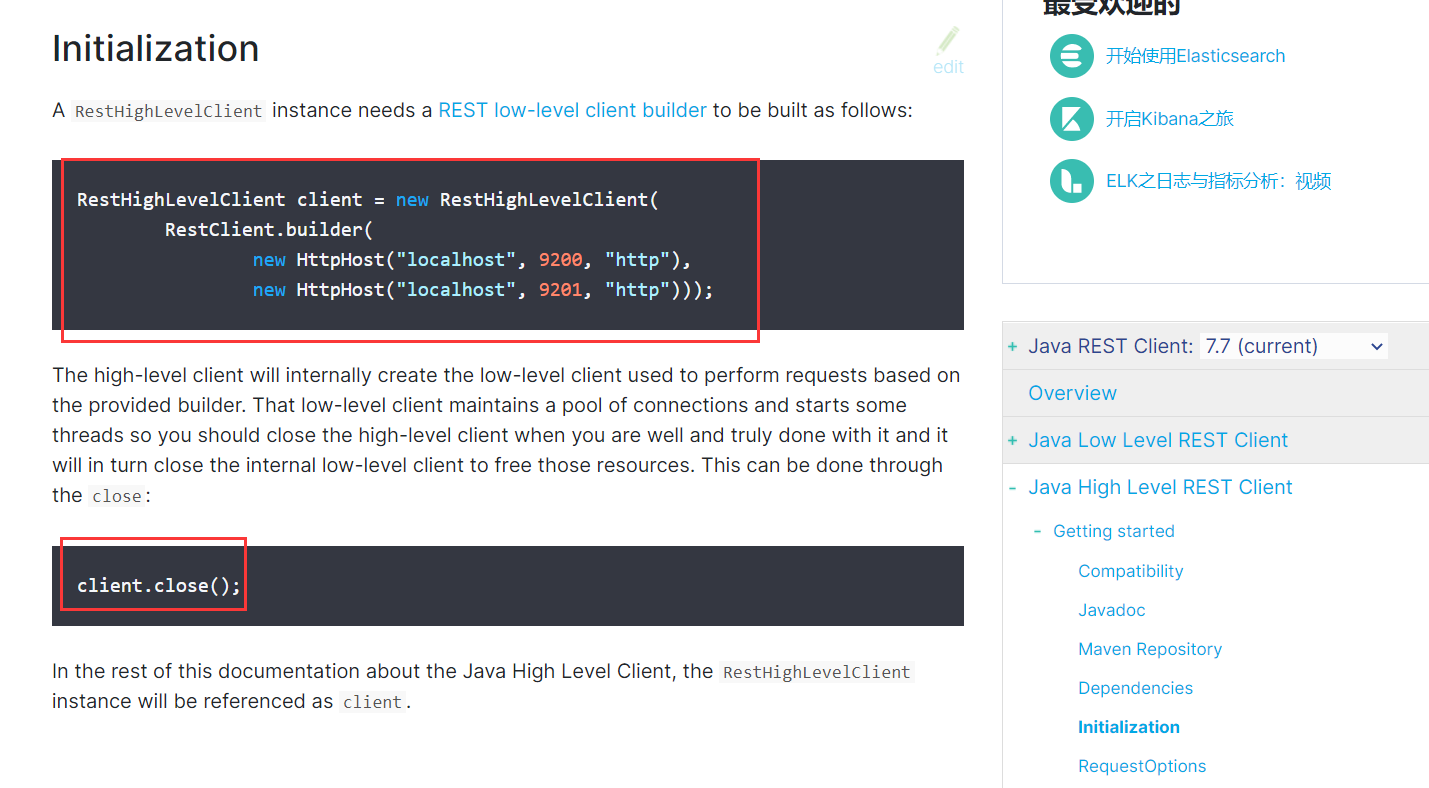 Initialization
edit
A RestHighLevelClient instance needs a REST low-level client builder to be built as follows:
RestHighLevelClient client = new RestHighLevelClient(
        RestClient.builder(
                new HttpHost("localhost", 9200, "http"),
                new HttpHost("localhost", 9201, "http")));
The high-level client will internally create the low-level client used to perform requests based on
the provided builder. That low-level client maintains a pool of connections and starts some
threads so you should close the high-level client when you are well and truly done with it and it
will in turn close the internal low-level client to free those resources. This can be done through
the close:
client.close();
In the rest of this documentation about the Java High Level Client, the RestHighLevelClient
instance will be referenced as client.
最受欢迎的
开始使用Elasticsearch
开启Kibana之旅
ELK之日志与指标分析：视频
+ Java REST Client: 7.7 (current)
Overview
+ Java Low Level REST Client
- Java High Level REST Client
- Getting started
Compatibility
Javadoc
Maven Repository
Dependencies
Initialization
RequestOptions